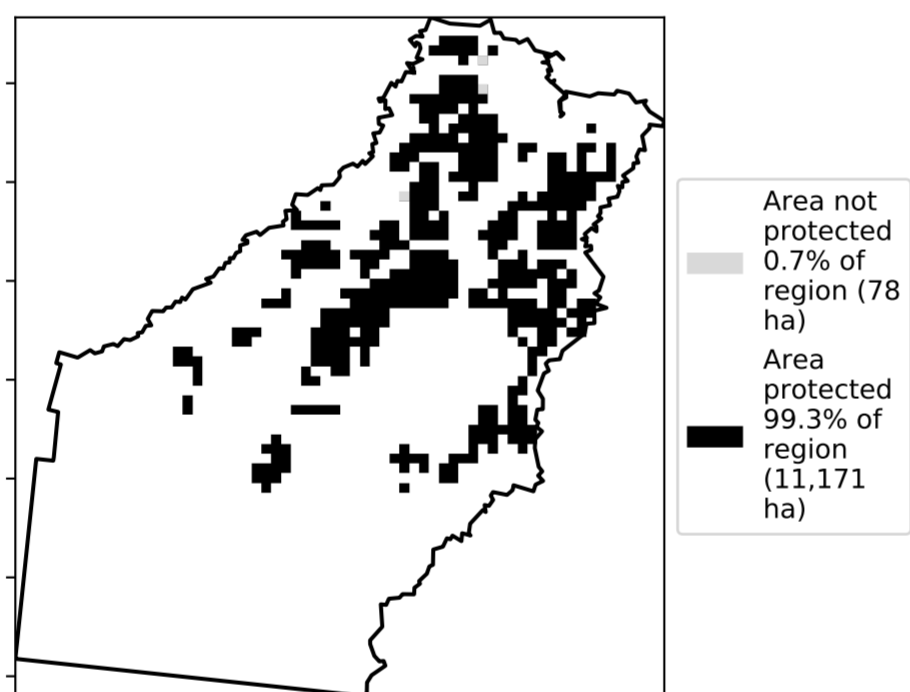 Area not
protected
0.7% of
region (78
ha)
Area
protected
99.3% of
region
(11,171
ha)